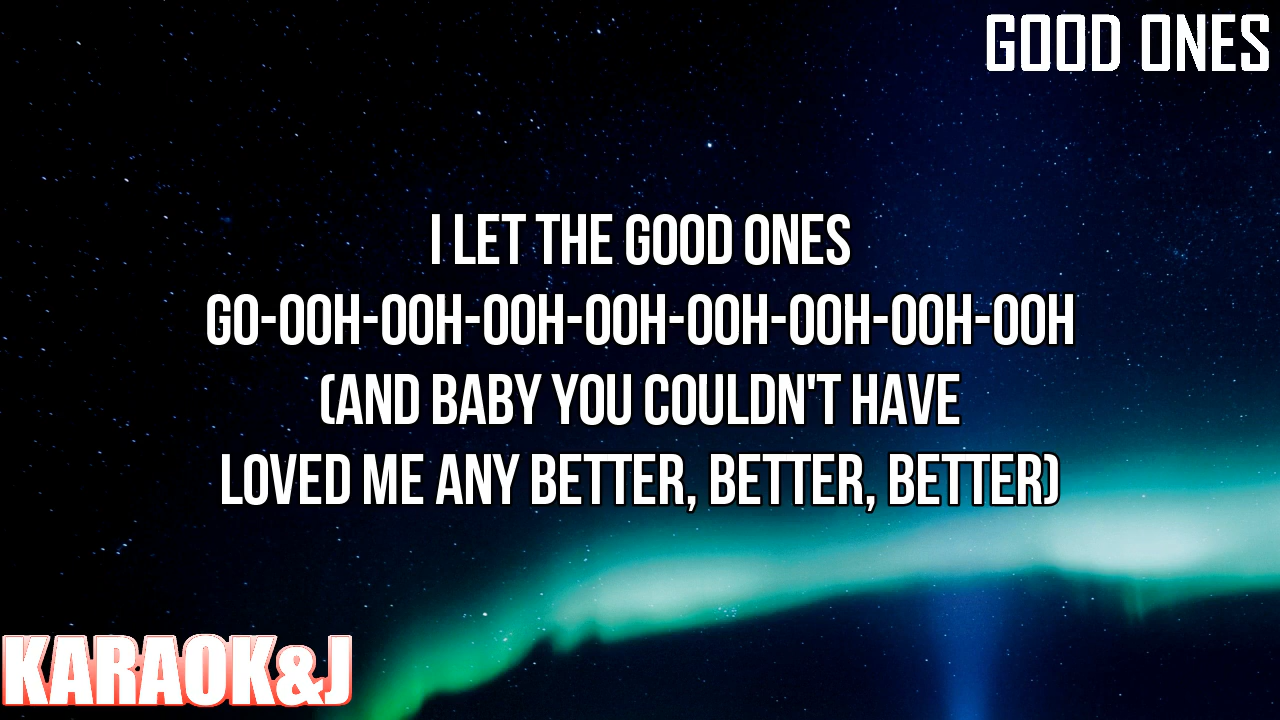 GOOD ONES
I LET THE GOOD ONES
GO-OOH-OOH-OOH-OOH-OOH-OOH-OOH-OOH
(AND BABY YOU COULDN'T HAVE
LOVED ME ANY BETTER, BETTER, BETTER)
KARAOK&J